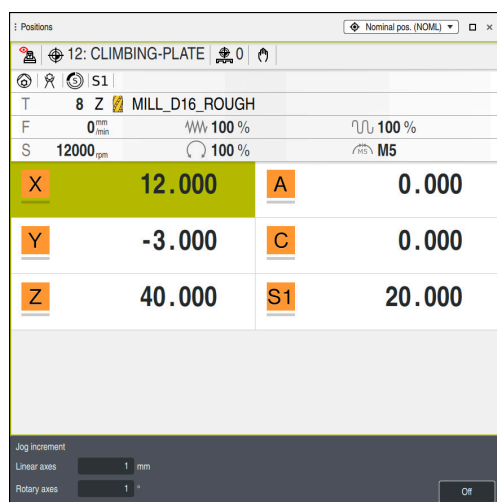 Positions Nominal pos. (NOML)
12: CLIMBING-PLATE 0
S S1
T 8 Z MILL_D16_ROUGH
F 0 mm/min 100 % 100 %
S 12000 rpm 100 % M5 M5
X 12.000 A 0.000
Y -3.000 C 0.000
Z 40.000 S1 20.000
Jog increment
Linear axes 1 mm
Rotary axes 1 °
Off